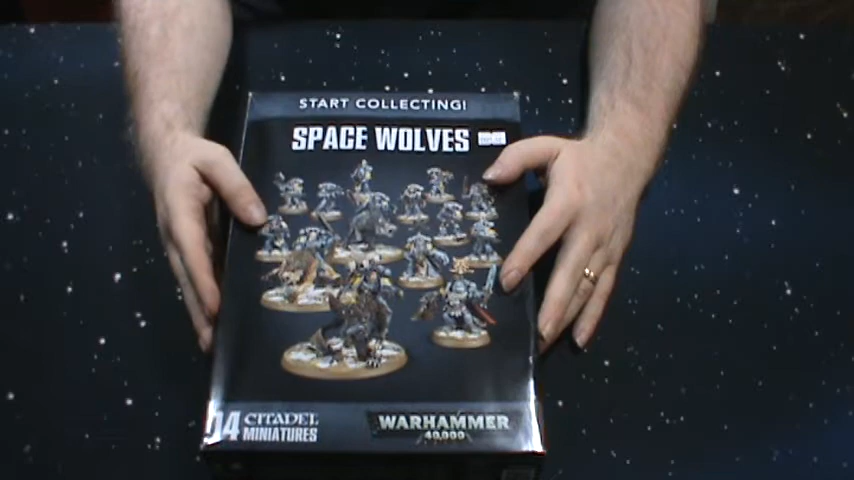 START COLLECTING!
SPACE WOLVES
14 CITADEL
MINIATURES
WARHAMMER
40,000